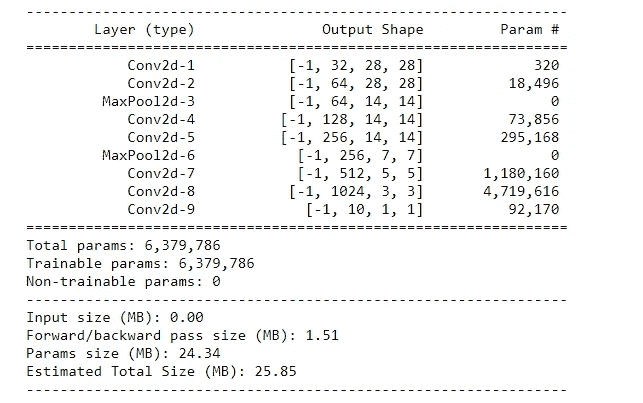 ----------------------------------------------------------------
Layer (type) Output Shape Param #
================================================================
Conv2d-1 [-1, 32, 28, 28] 320
Conv2d-2 [-1, 64, 28, 28] 18,496
MaxPool2d-3 [-1, 64, 14, 14] 0
Conv2d-4 [-1, 128, 14, 14] 73,856
Conv2d-5 [-1, 256, 14, 14] 295,168
MaxPool2d-6 [-1, 256, 7, 7] 0
Conv2d-7 [-1, 512, 5, 5] 1,180,160
Conv2d-8 [-1, 1024, 3, 3] 4,719,616
Conv2d-9 [-1, 10, 1, 1] 92,170
================================================================
Total params: 6,379,786
Trainable params: 6,379,786
Non-trainable params: 0
----------------------------------------------------------------
Input size (MB): 0.00
Forward/backward pass size (MB): 1.51
Params size (MB): 24.34
Estimated Total Size (MB): 25.85
----------------------------------------------------------------